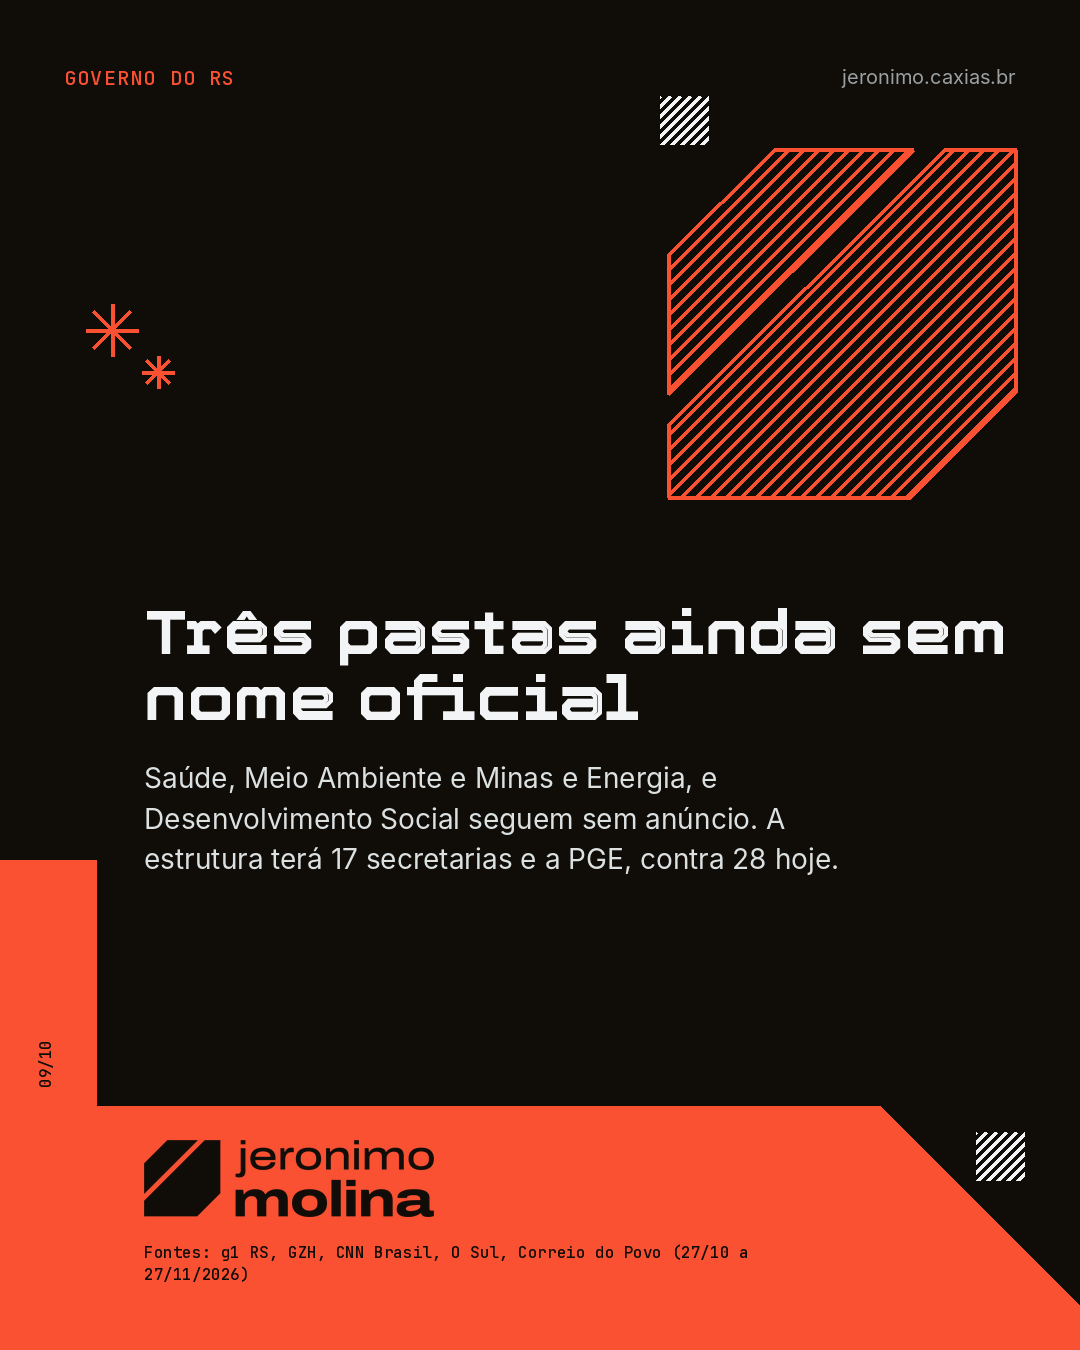 GOVERNO DO RS
jeronimo.caxias.br
Três pastas ainda sem
nome oficial
Saúde, Meio Ambiente e Minas e Energia, e
Desenvolvimento Social seguem sem anúncio. A
estrutura terá 17 secretarias e a PGE, contra 28 hoje.
09/10
jeronimo
molina
Fontes: g1 RS, GZH, CNN Brasil, O Sul, Correio do Povo (27/10 a
27/11/2026)